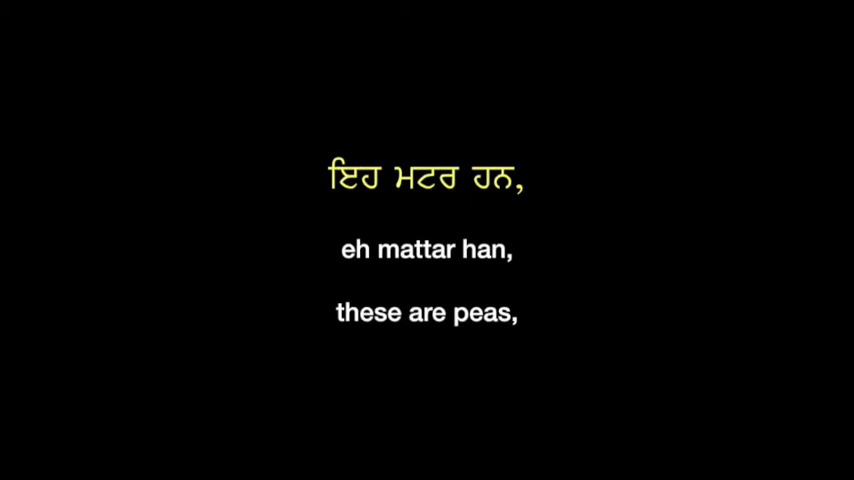 ਇਹ ਮਟਰ ਹਨ,
eh mattar han,
these are peas,